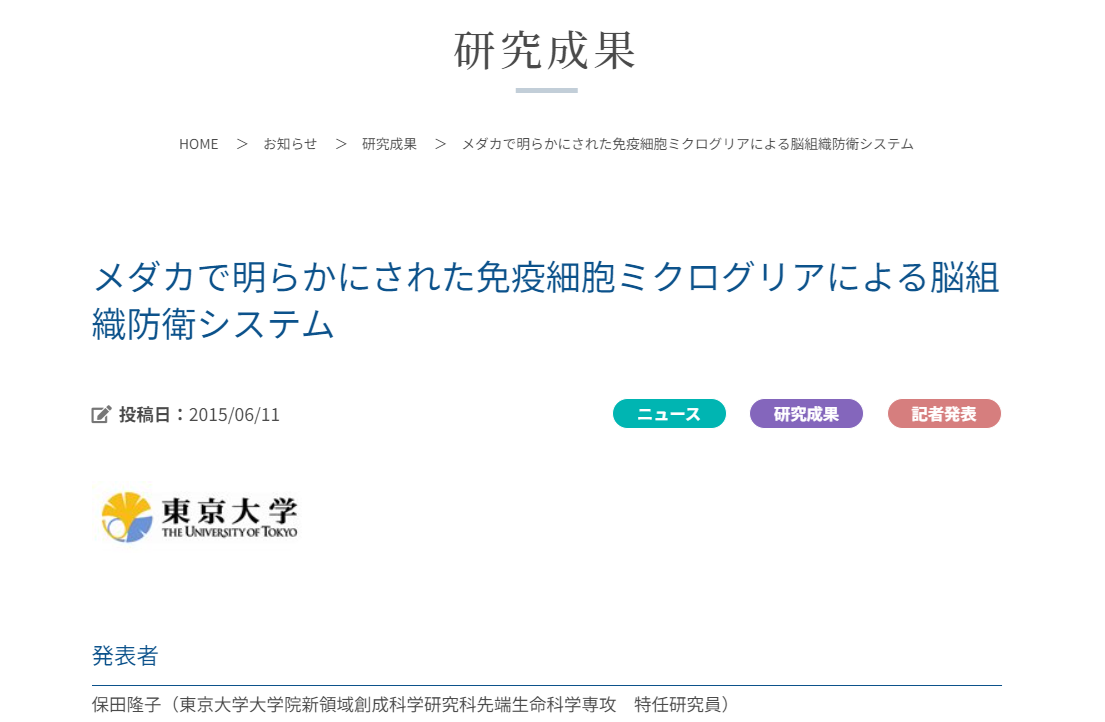 研究成果
HOME > お知らせ > 研究成果 > メダカで明らかにされた免疫細胞ミクログリアによる脳組織防衛システム
メダカで明らかにされた免疫細胞ミクログリアによる脳組
織防衛システム
投稿日：2015/06/11
ニュース 研究成果 記者発表
東京大学
THE UNIVERSITY OF TOKYO
発表者
保田隆子（東京大学大学院新領域創成科学研究科先端生命科学専攻　特任研究員）